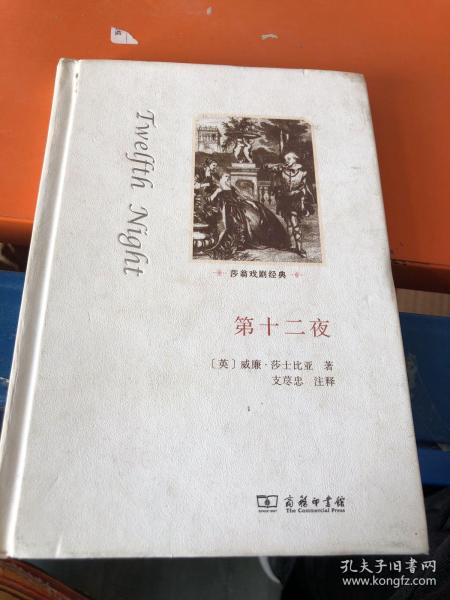 Twelfth Night
莎翁戏剧经典
第十二夜
〔英〕威廉·莎士比亚 著
支荩忠 注释
商务印书馆
The Commercial Press
孔夫子旧书网
www.kongfz.com